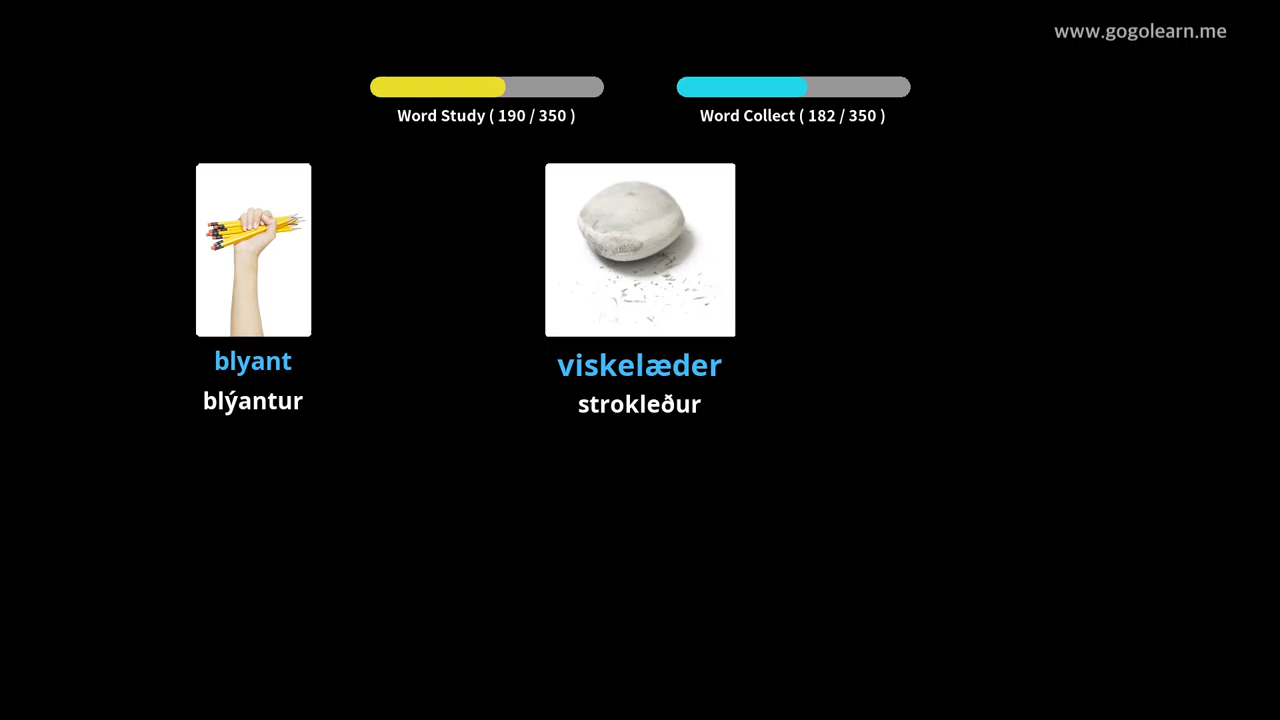 www.gogolearn.me
Word Study ( 190 / 350 )
Word Collect ( 182 / 350 )
blyant
blýantur
viskelæder
strokleður